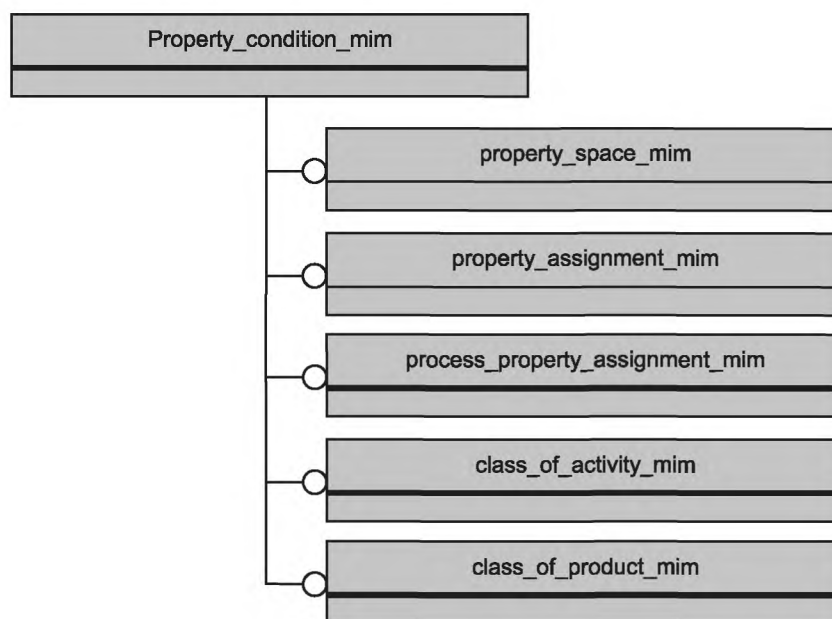 Property_condition_mim
property_space_mim
property_assignment_mim
process_property_assignment_mim
class_of_activity_mim
class_of_product_mim